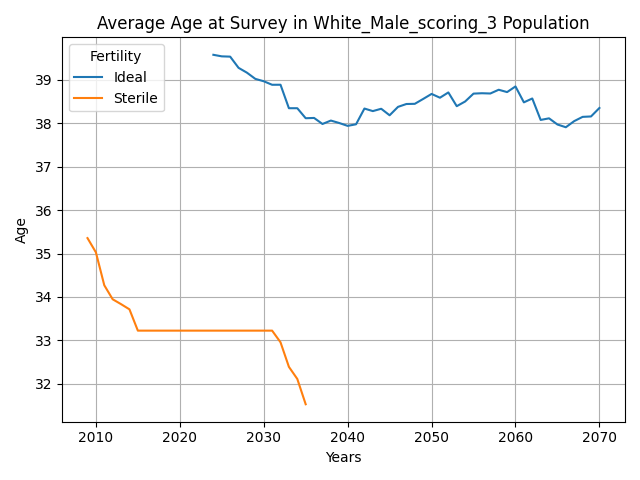 Average Age at Survey in White_Male_scoring_3 Population
Fertility
Ideal
Sterile
39
38
37
36
35
34
33
32
Age
2010 2020 2030 2040 2050 2060 2070
Years